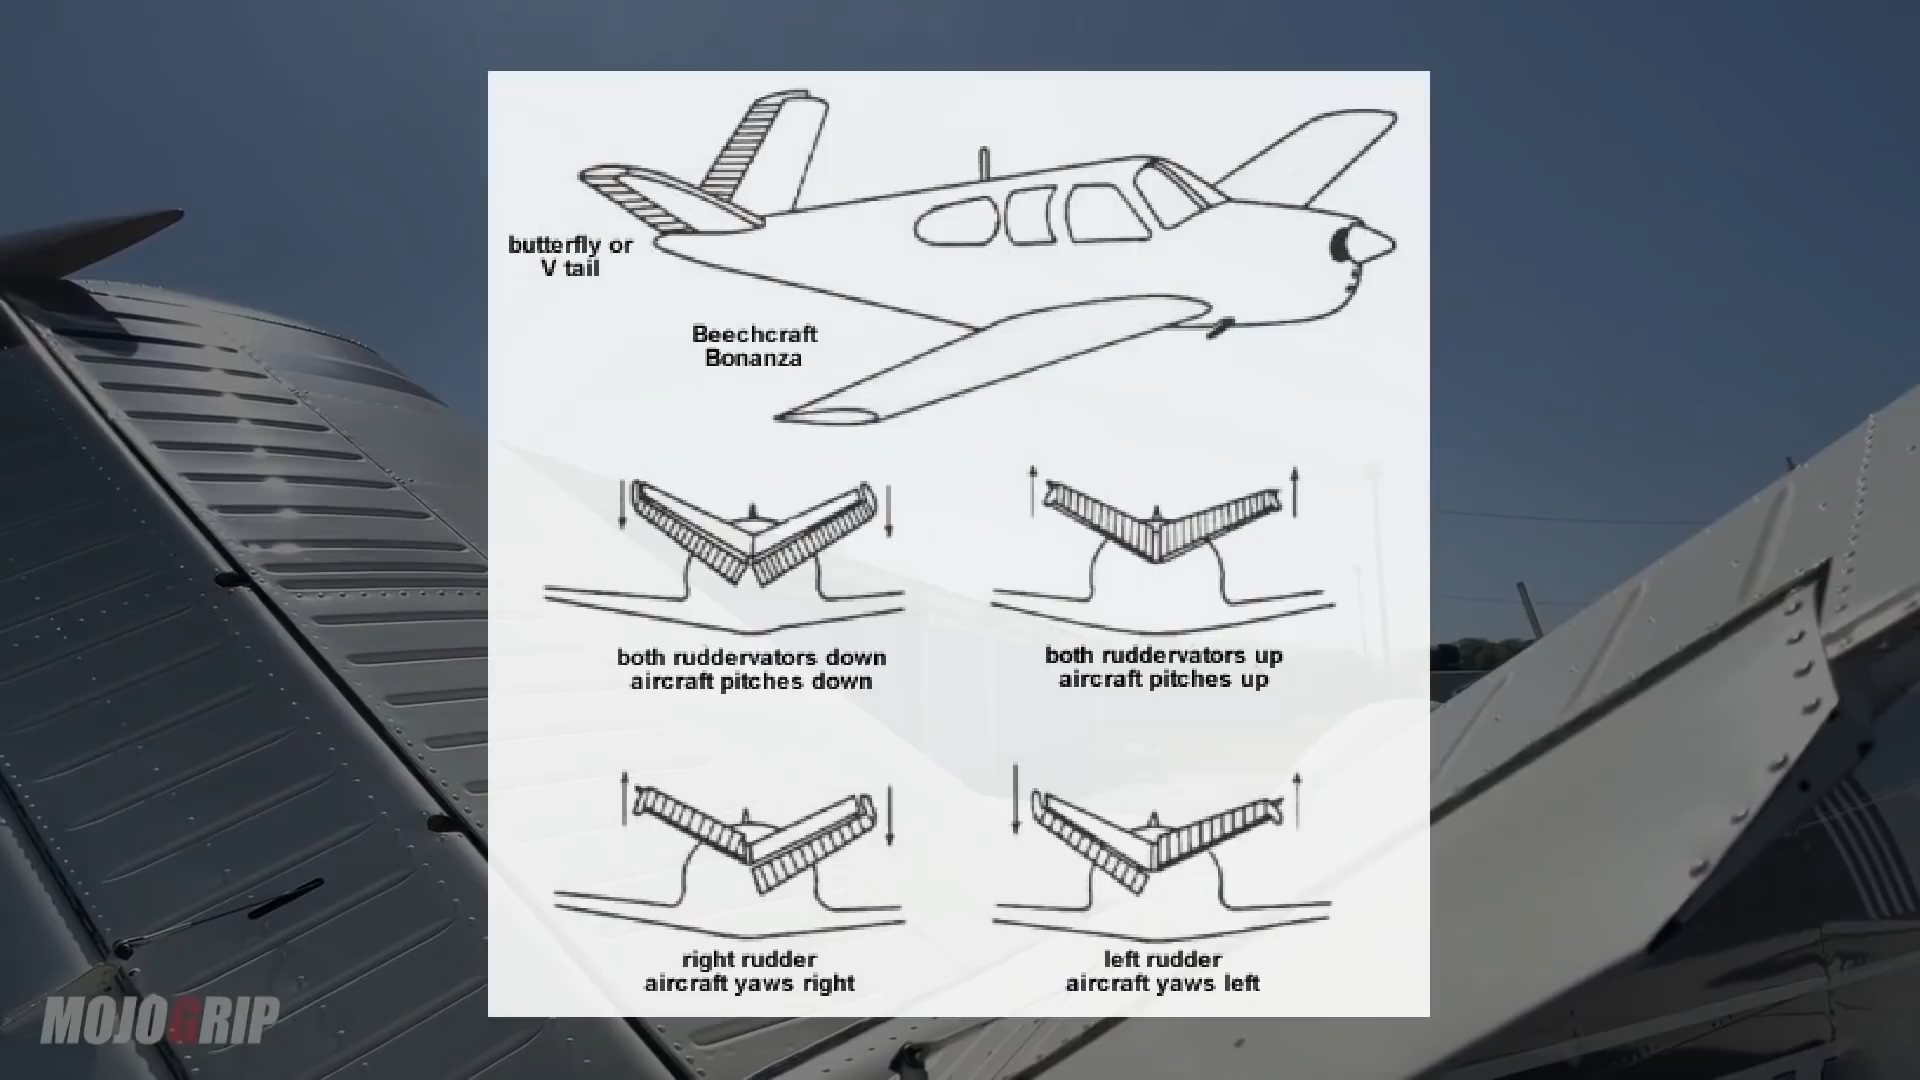 butterfly or
V tail
Beechcraft
Bonanza
both ruddervators down
aircraft pitches down
both ruddervators up
aircraft pitches up
right rudder
aircraft yaws right
left rudder
aircraft yaws left
MOJOGRIP